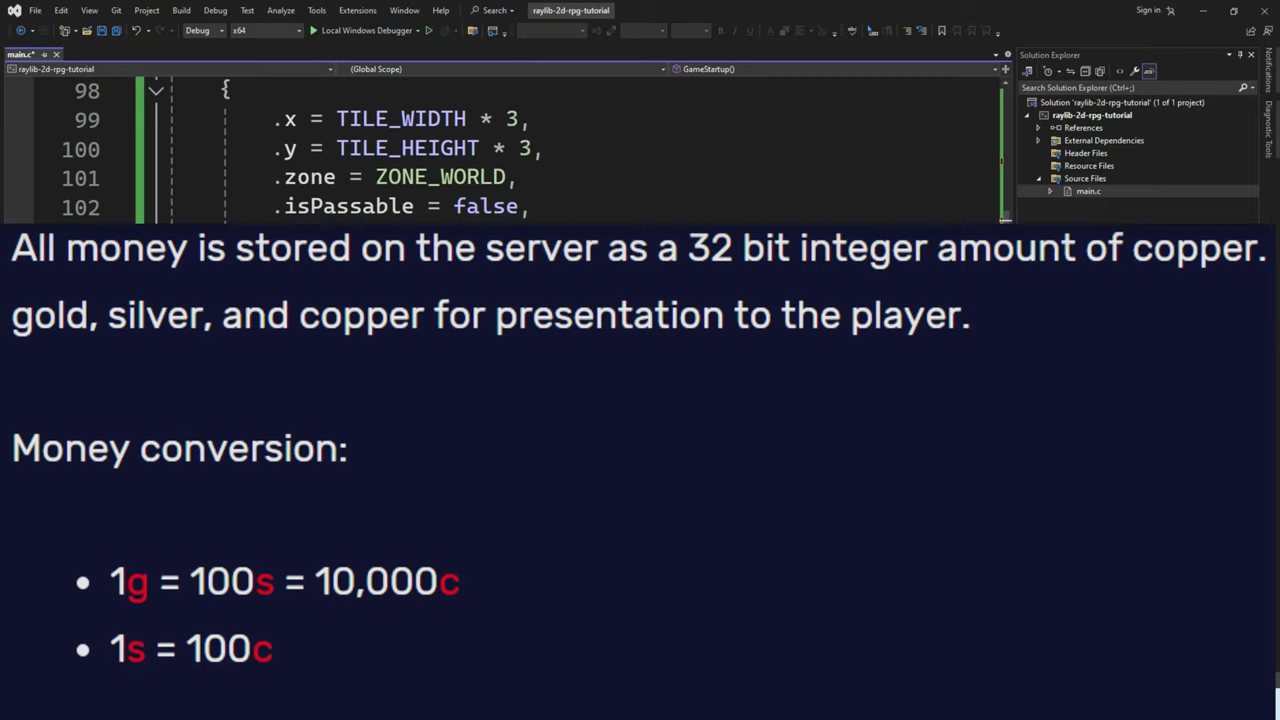 File Edit View Git Project Build Debug Test Analyze Tools Extensions Window Help Search raylib-2d-rpg-tutorial Sign in
Debug x64 Local Windows Debugger
main.c*
raylib-2d-rpg-tutorial (Global Scope) GameStartup()
98 {
99 .x = TILE_WIDTH * 3,
100 .y = TILE_HEIGHT * 3,
101 .zone = ZONE_WORLD,
102 .isPassable = false,
Solution Explorer
Search Solution Explorer (Ctrl+;)
Solution 'raylib-2d-rpg-tutorial' (1 of 1 project)
raylib-2d-rpg-tutorial
References
External Dependencies
Header Files
Resource Files
Source Files
main.c
Notifications
Diagnostic Tools
All money is stored on the server as a 32 bit integer amount of copper.
gold, silver, and copper for presentation to the player.
Money conversion:
• 1g = 100s = 10,000c
• 1s = 100c